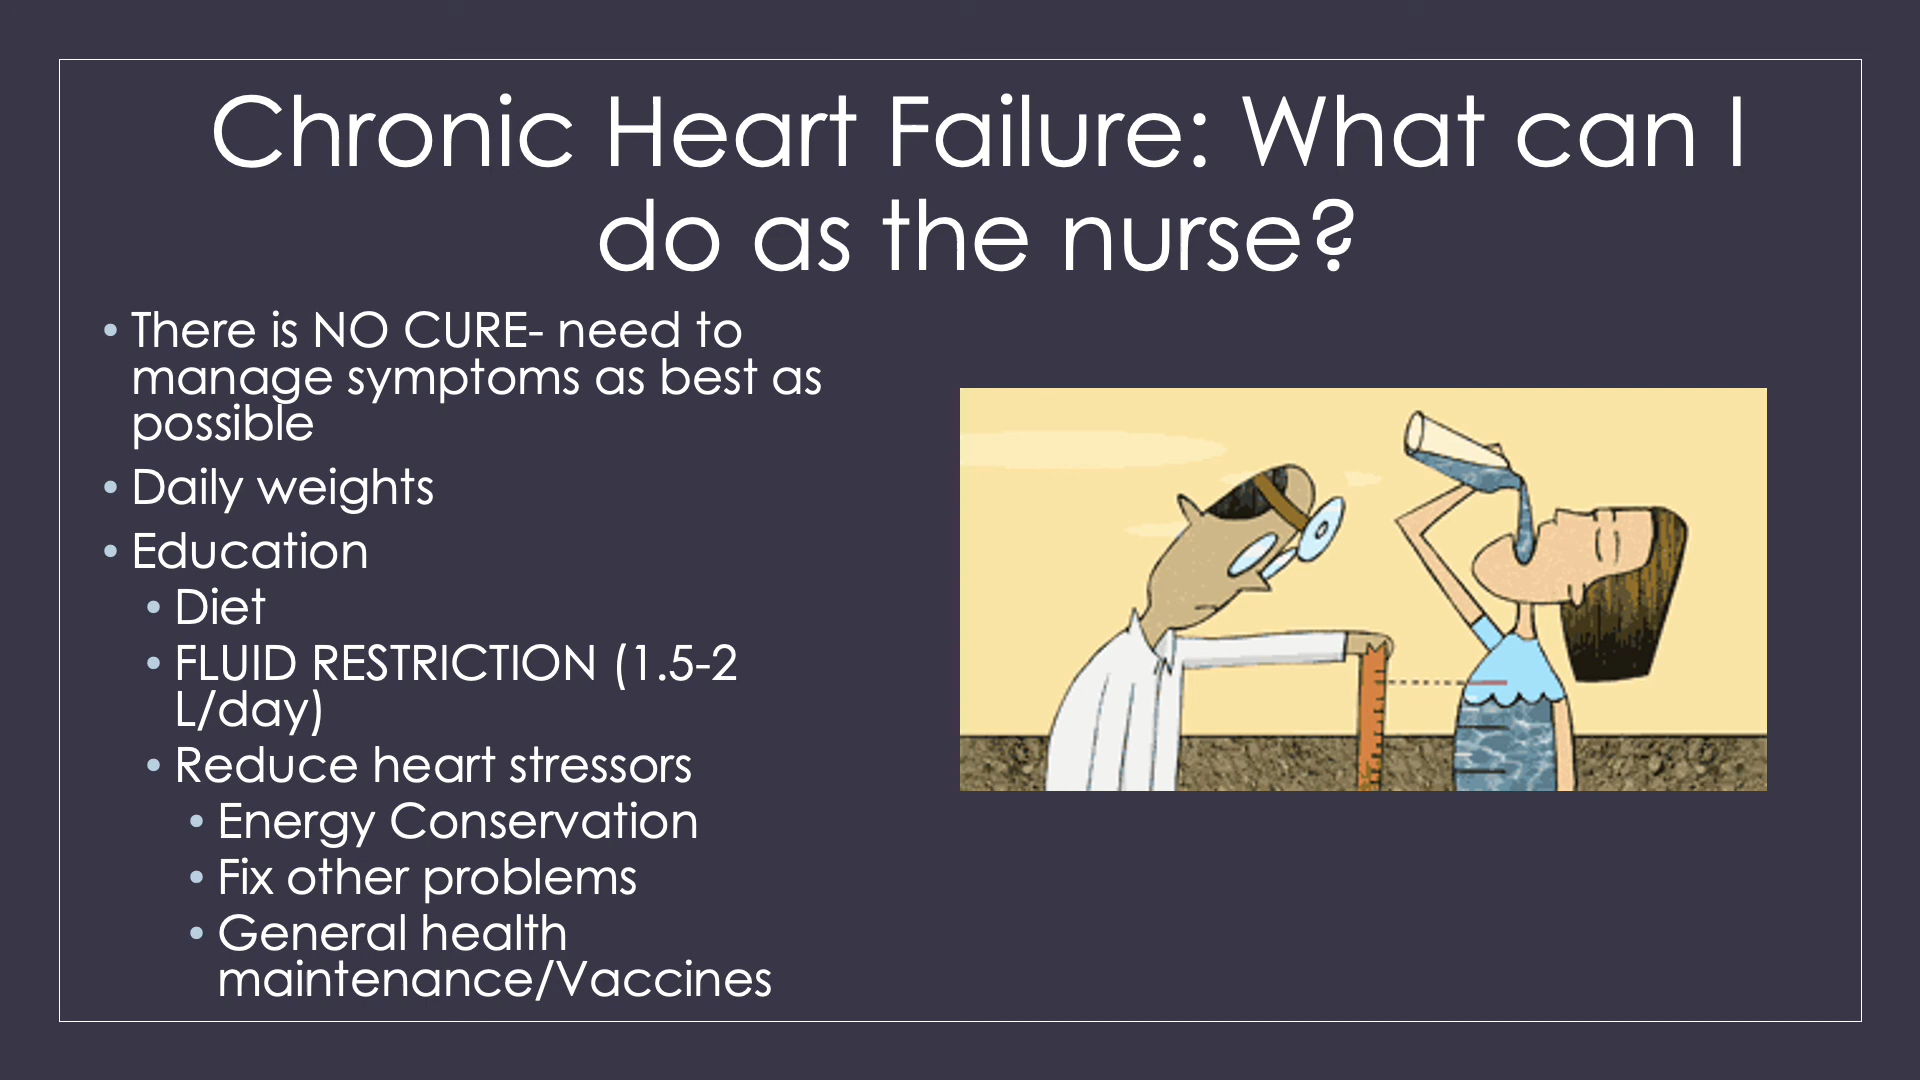 Chronic Heart Failure: What can I
do as the nurse?
• There is NO CURE- need to
manage symptoms as best as
possible
• Daily weights
• Education
• Diet
• FLUID RESTRICTION (1.5-2
L/day)
• Reduce heart stressors
• Energy Conservation
• Fix other problems
• General health
maintenance/Vaccines